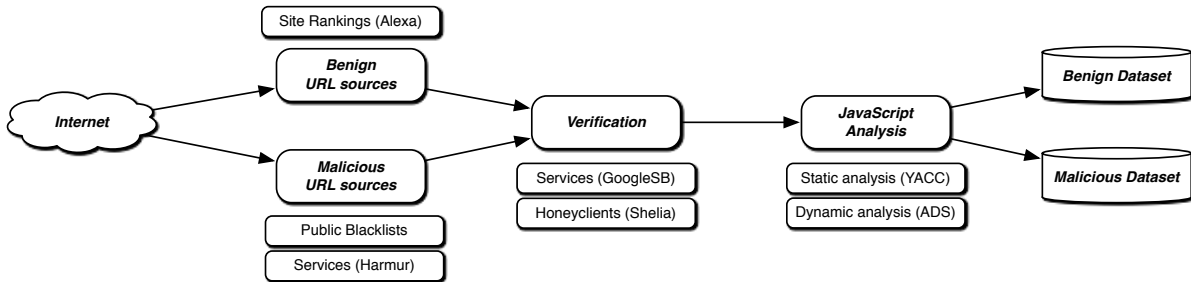 Site Rankings (Alexa)
Benign
URL sources
Internet
Malicious
URL sources
Public Blacklists
Services (Harmur)
Verification
Services (GoogleSB)
Honeyclients (Shelia)
JavaScript
Analysis
Static analysis (YACC)
Dynamic analysis (ADS)
Benign Dataset
Malicious Dataset